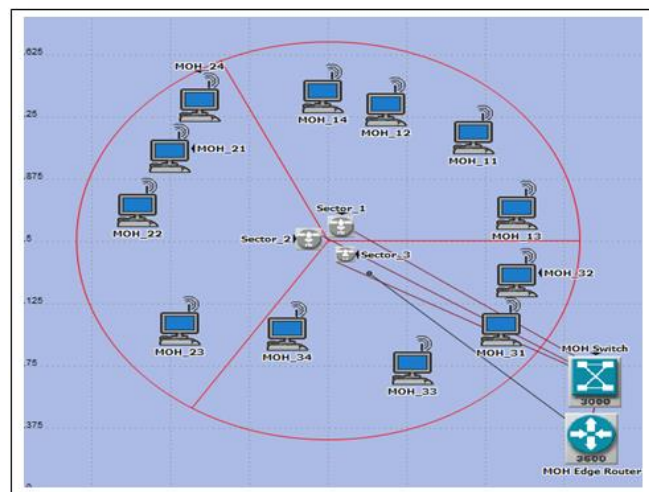 .625
MOH_24
MOH_14
MOH_12
.25
MOH_11
MOH_21
.875
MOH_22
Sector_1
MOH_13
.5
Sector_2
Sector_3
MOH_32
.125
MOH_23
MOH_34
MOH_31
MOH Switch
.75
MOH_33
3000
.375
3600
MOH Edge Router